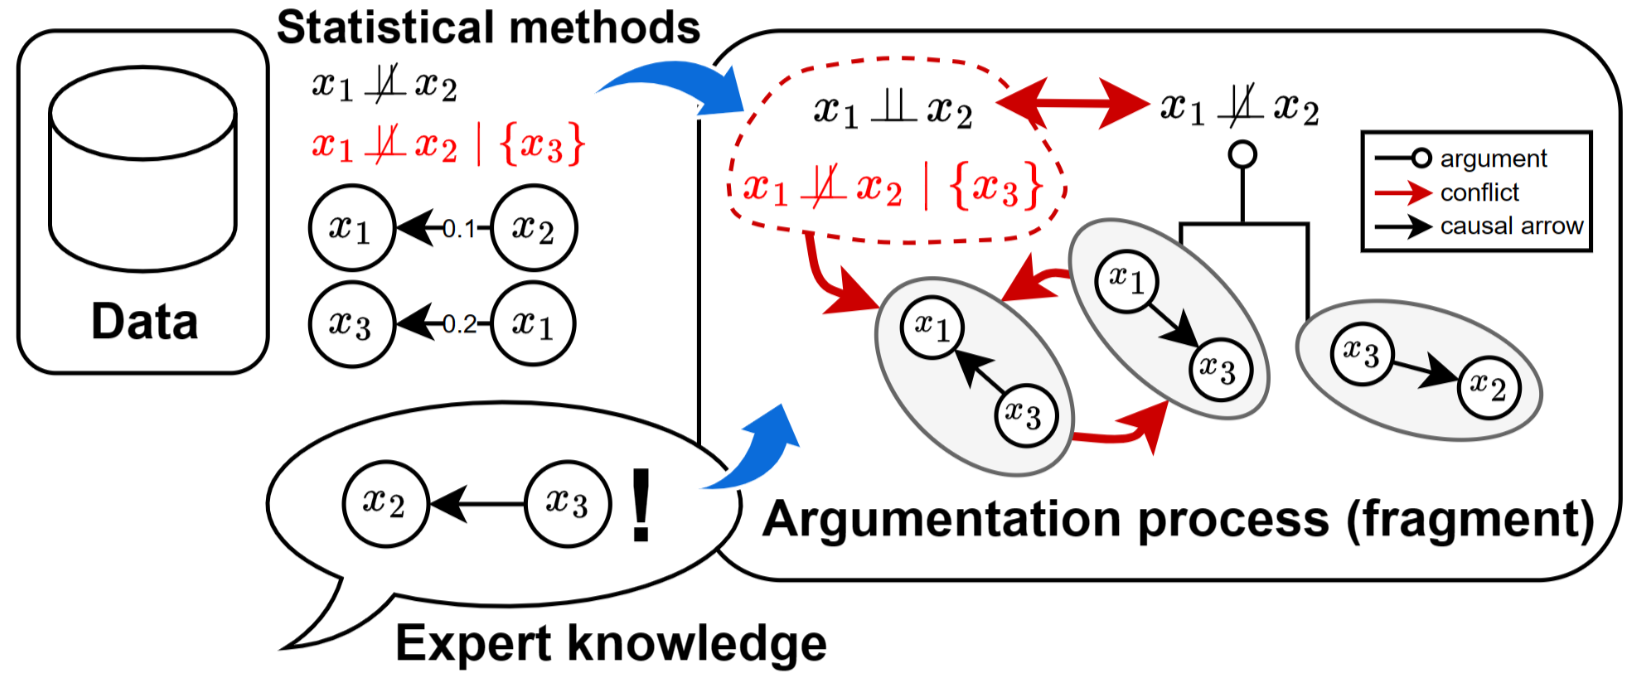 Statistical methods
x₁ ⫫̸ x₂
x₁ ⫫̸ x₂ | {x₃}
x₁ 0.1 x₂
x₃ 0.2 x₁
Data
x₂ x₃ !
Expert knowledge
x₁ ⫫ x₂
x₁ ⫫̸ x₂ | {x₃}
x₁ ⫫̸ x₂
argument
conflict
causal arrow
x₁
x₃
x₁
x₃
x₃
x₂
Argumentation process (fragment)